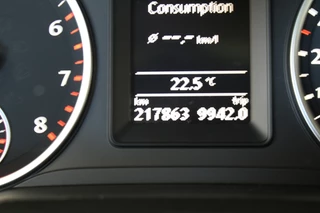 Consumption
Ø --.- km/l
22.5 °C
km trip
217863 9942.0
6
7
8